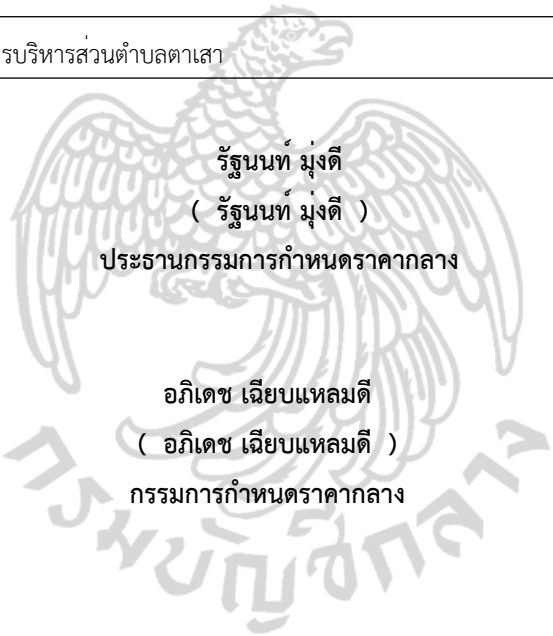 รบริหารส่วนตำบลตาเสา
รัฐนนท์ มุ่งดี
( รัฐนนท์ มุ่งดี )
ประธานกรรมการกำหนดราคากลาง
อภิเดช เฉียบแหลมดี
( อภิเดช เฉียบแหลมดี )
กรรมการกำหนดราคากลาง
กรมบัญชีกลาง